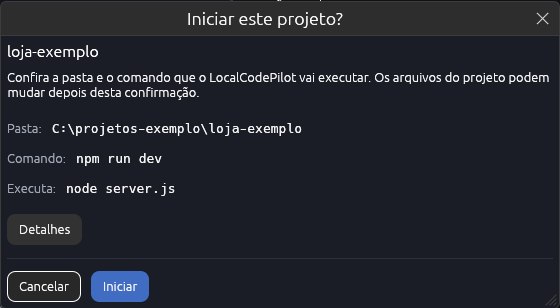 Iniciar este projeto?
loja-exemplo
Confira a pasta e o comando que o LocalCodePilot vai executar. Os arquivos do projeto podem
mudar depois desta confirmação.
Pasta: C:\projetos-exemplo\loja-exemplo
Comando: npm run dev
Executa: node server.js
Detalhes
Cancelar Iniciar